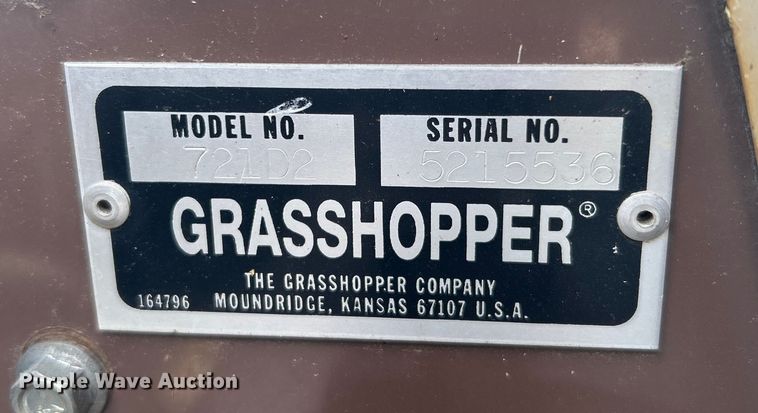 MODEL NO. SERIAL NO.
721D2 5215536
GRASSHOPPER®
THE GRASSHOPPER COMPANY
164796 MOUNDRIDGE, KANSAS 67107 U.S.A.
Purple Wave Auction